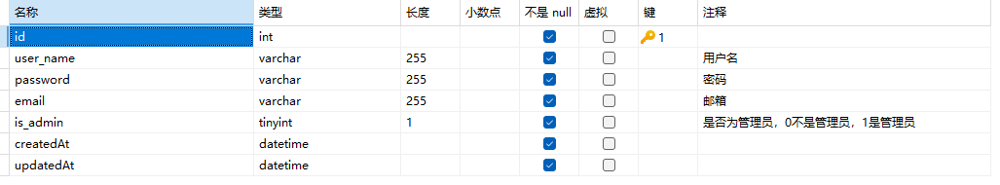 名称 类型 长度 小数点 不是 null 虚拟 键 注释
id int 1
user_name varchar 255 用户名
password varchar 255 密码
email varchar 255 邮箱
is_admin tinyint 1 是否为管理员，0不是管理员，1是管理员
createdAt datetime
updatedAt datetime